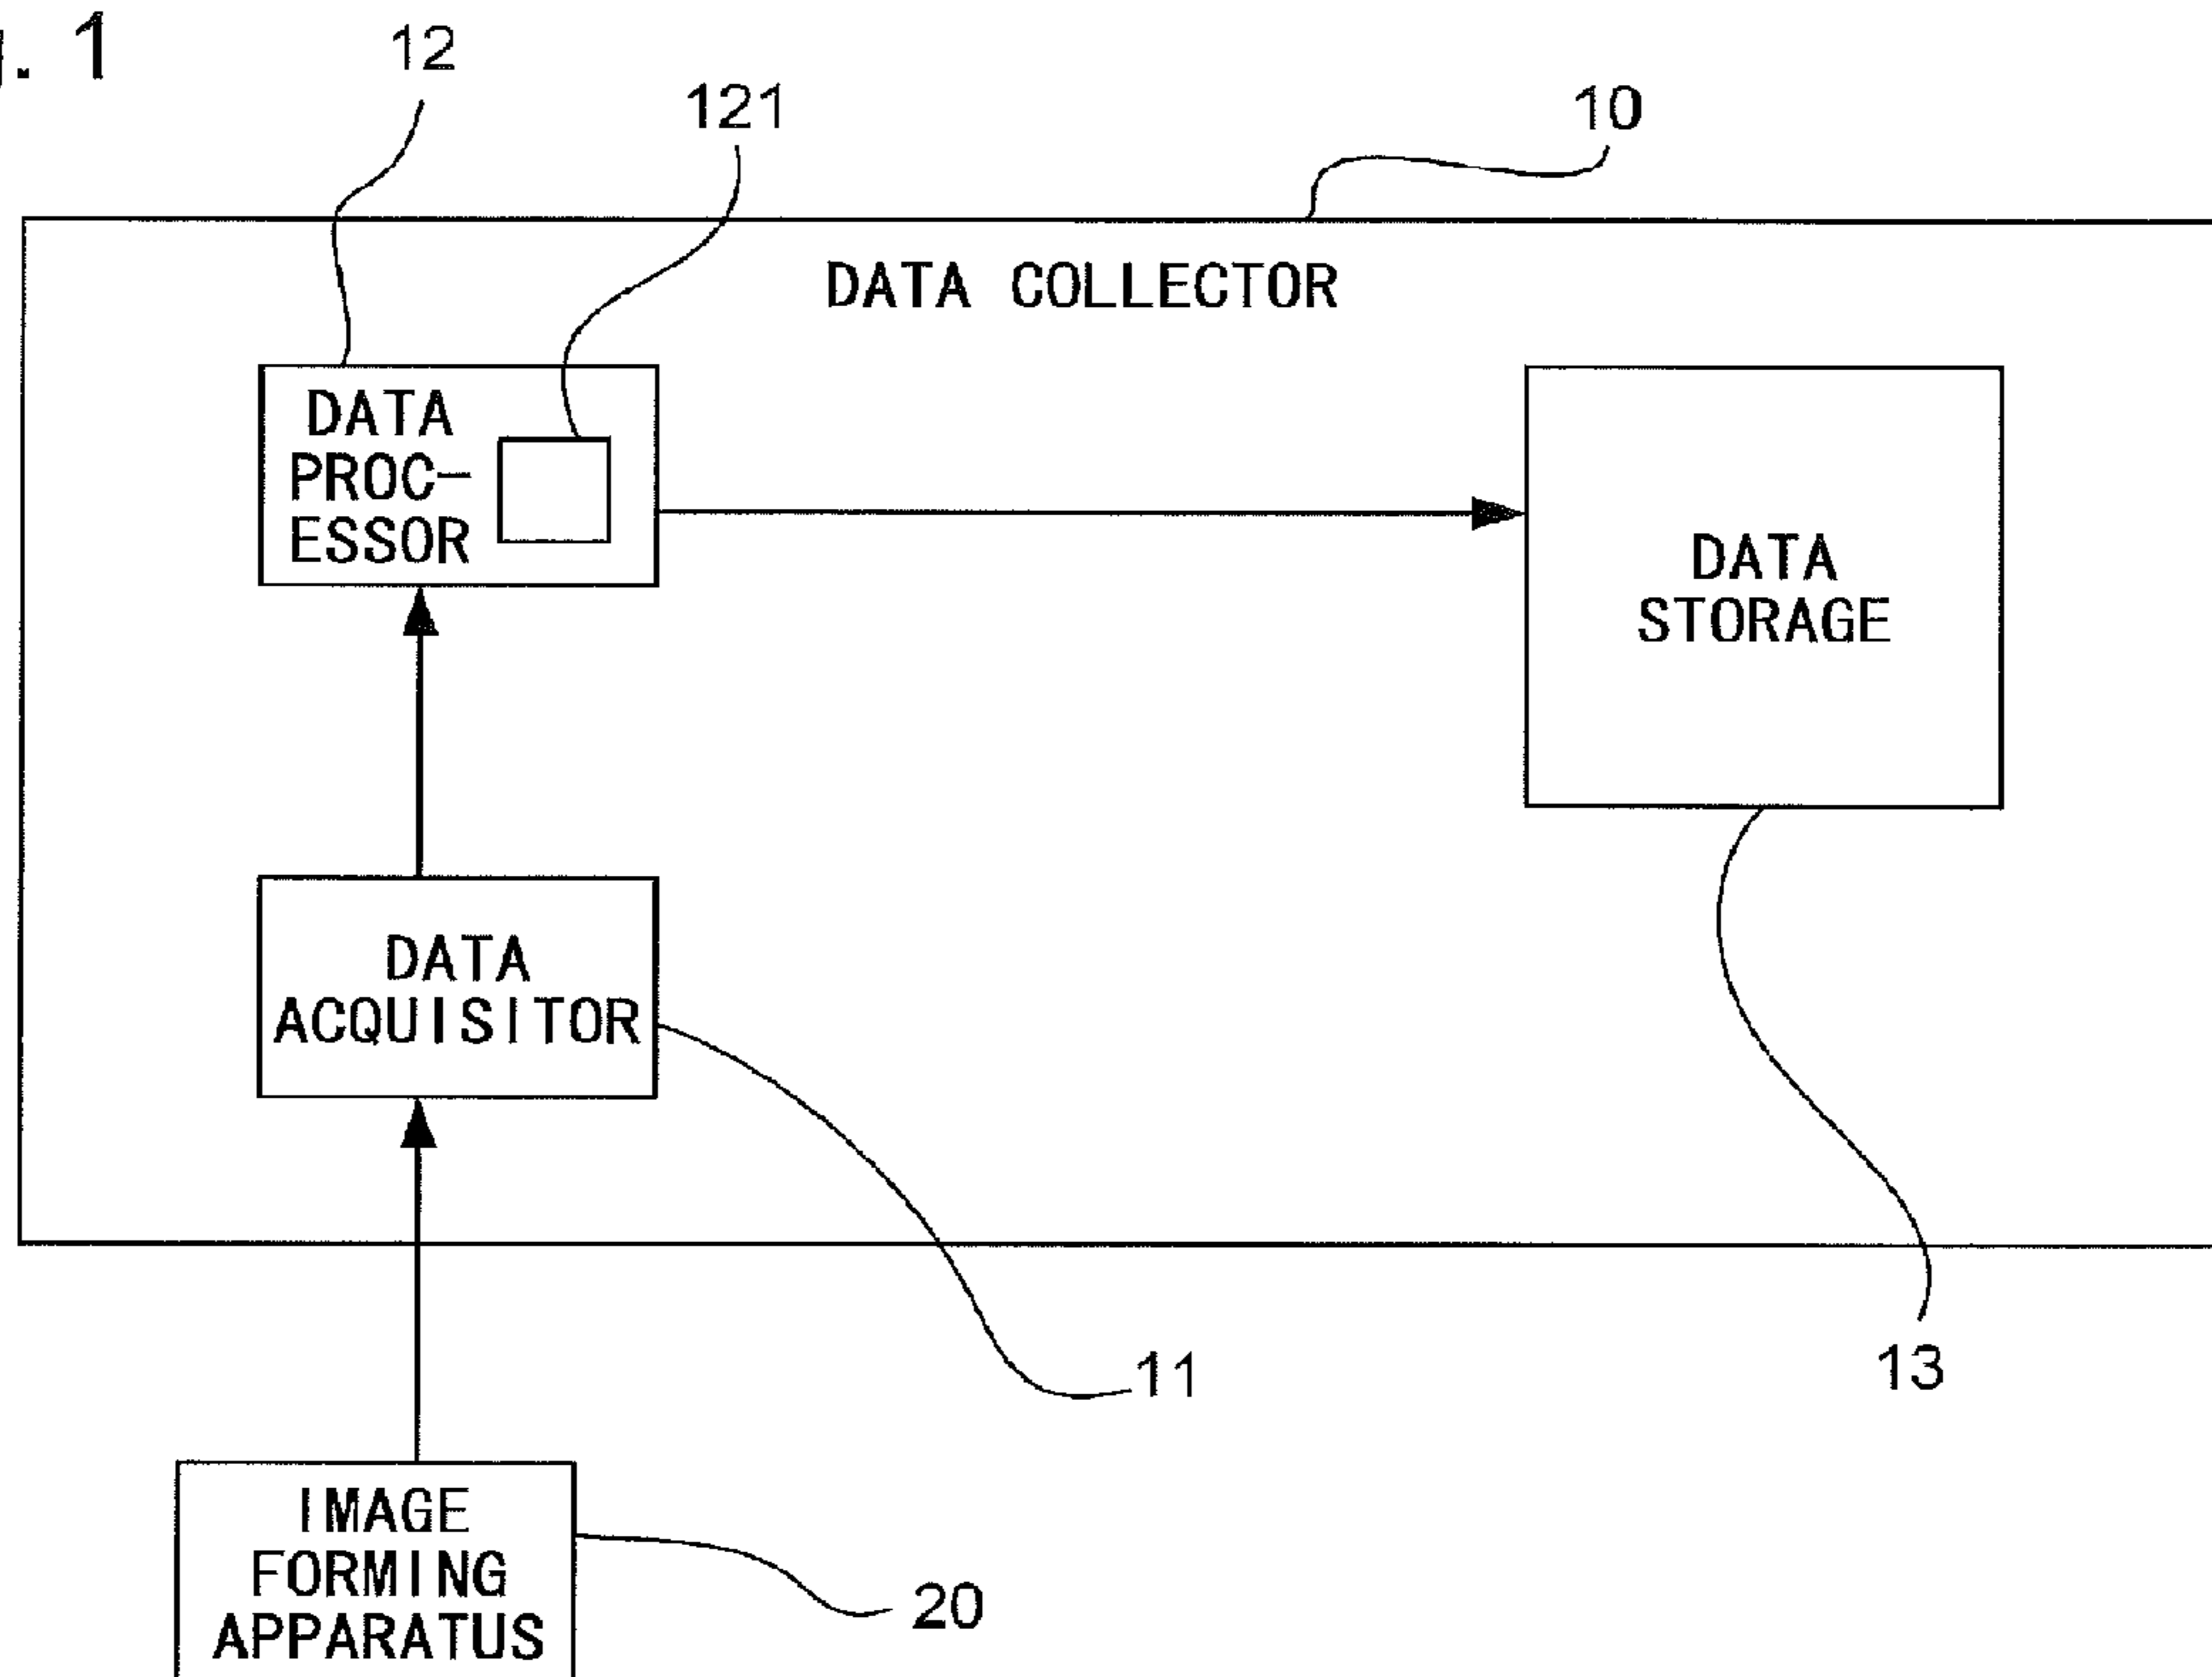 . 1
12
121
10
DATA COLLECTOR
DATA
PROC-
ESSOR
DATA
STORAGE
DATA
ACQUISITOR
11
13
IMAGE
FORMING
APPARATUS
20